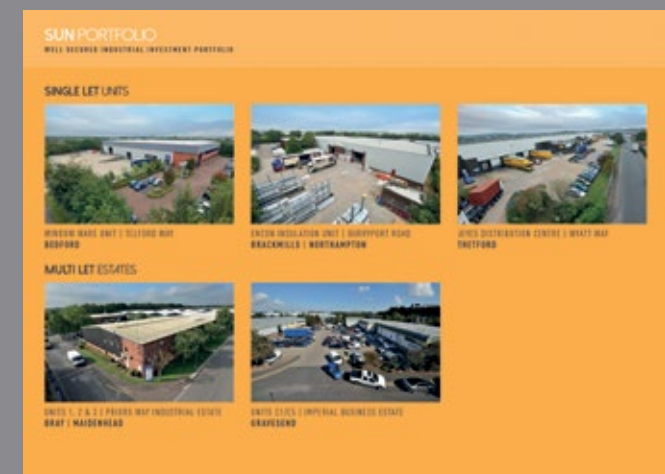 SUN PORTFOLIO
WELL SECURED INDUSTRIAL INVESTMENT PORTFOLIO
SINGLE LET UNITS
WINDOW WARE UNIT | TELFORD WAY
BEDFORD
ENCON INSULATION UNIT | BURRYPORT ROAD
BRACKMILLS | NORTHAMPTON
JEYES DISTRIBUTION CENTRE | WYATT WAY
THETFORD
MULTI LET ESTATES
UNITS 1, 2 & 3 | PRIORS WAY INDUSTRIAL ESTATE
BRAY | MAIDENHEAD
UNITS C1/C5 | IMPERIAL BUSINESS ESTATE
GRAVESEND